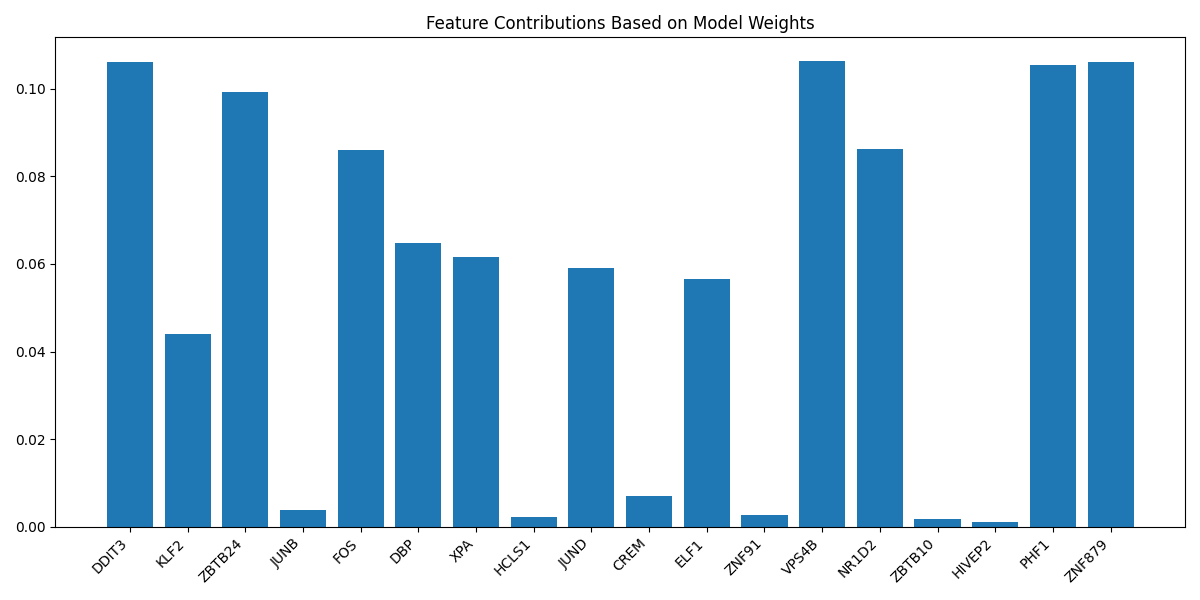 Feature Contributions Based on Model Weights
0.10
0.08
0.06
0.04
0.02
0.00
DDIT3
KLF2
ZBTB24
JUNB
FOS
DBP
XPA
HCLS1
JUND
CREM
ELF1
ZNF91
VPS4B
NR1D2
ZBTB10
HIVEP2
PHF1
ZNF879